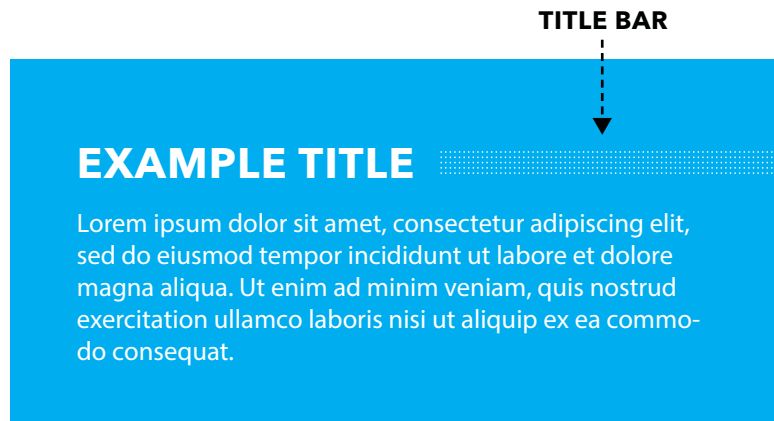 TITLE BAR
EXAMPLE TITLE
Lorem ipsum dolor sit amet, consectetur adipiscing elit,
sed do eiusmod tempor incididunt ut labore et dolore
magna aliqua. Ut enim ad minim veniam, quis nostrud
exercitation ullamco laboris nisi ut aliquip ex ea commo-
do consequat.